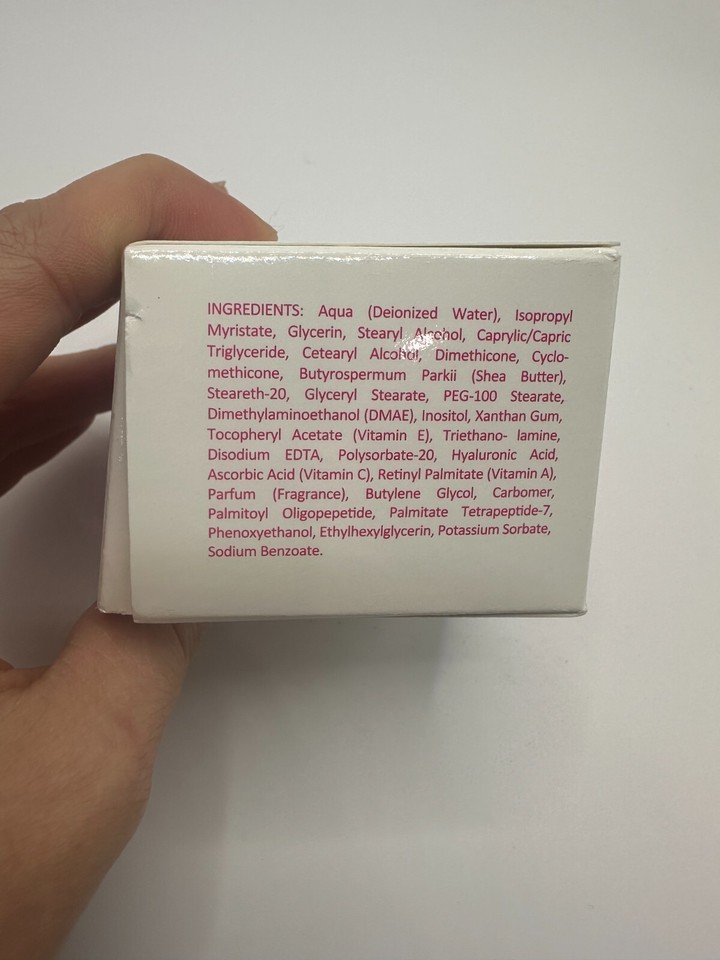 INGREDIENTS: Aqua (Deionized Water), Isopropyl
Myristate, Glycerin, Stearyl Alcohol, Caprylic/Capric
Triglyceride, Cetearyl Alcohol, Dimethicone, Cyclo-
methicone, Butyrospermum Parkii (Shea Butter),
Steareth-20, Glyceryl Stearate, PEG-100 Stearate,
Dimethylaminoethanol (DMAE), Inositol, Xanthan Gum,
Tocopheryl Acetate (Vitamin E), Triethano- lamine,
Disodium EDTA, Polysorbate-20, Hyaluronic Acid,
Ascorbic Acid (Vitamin C), Retinyl Palmitate (Vitamin A),
Parfum (Fragrance), Butylene Glycol, Carbomer,
Palmitoyl Oligopepetide, Palmitate Tetrapeptide-7,
Phenoxyethanol, Ethylhexylglycerin, Potassium Sorbate,
Sodium Benzoate.